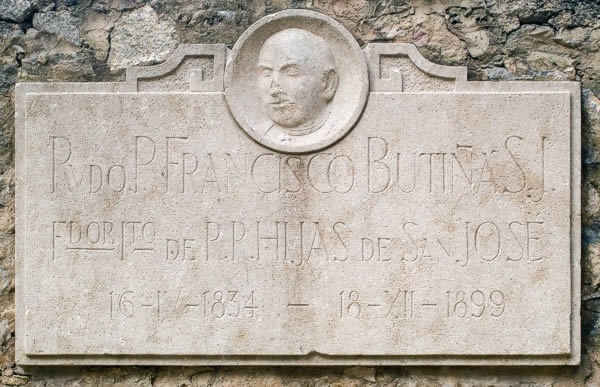 RVDO. P. FRANCISCO BUTIÑÁ S.J.
FDOR ITO DE P.P. HIJAS DE SAN JOSÉ
16-IV-1834 — 18-XII-1899